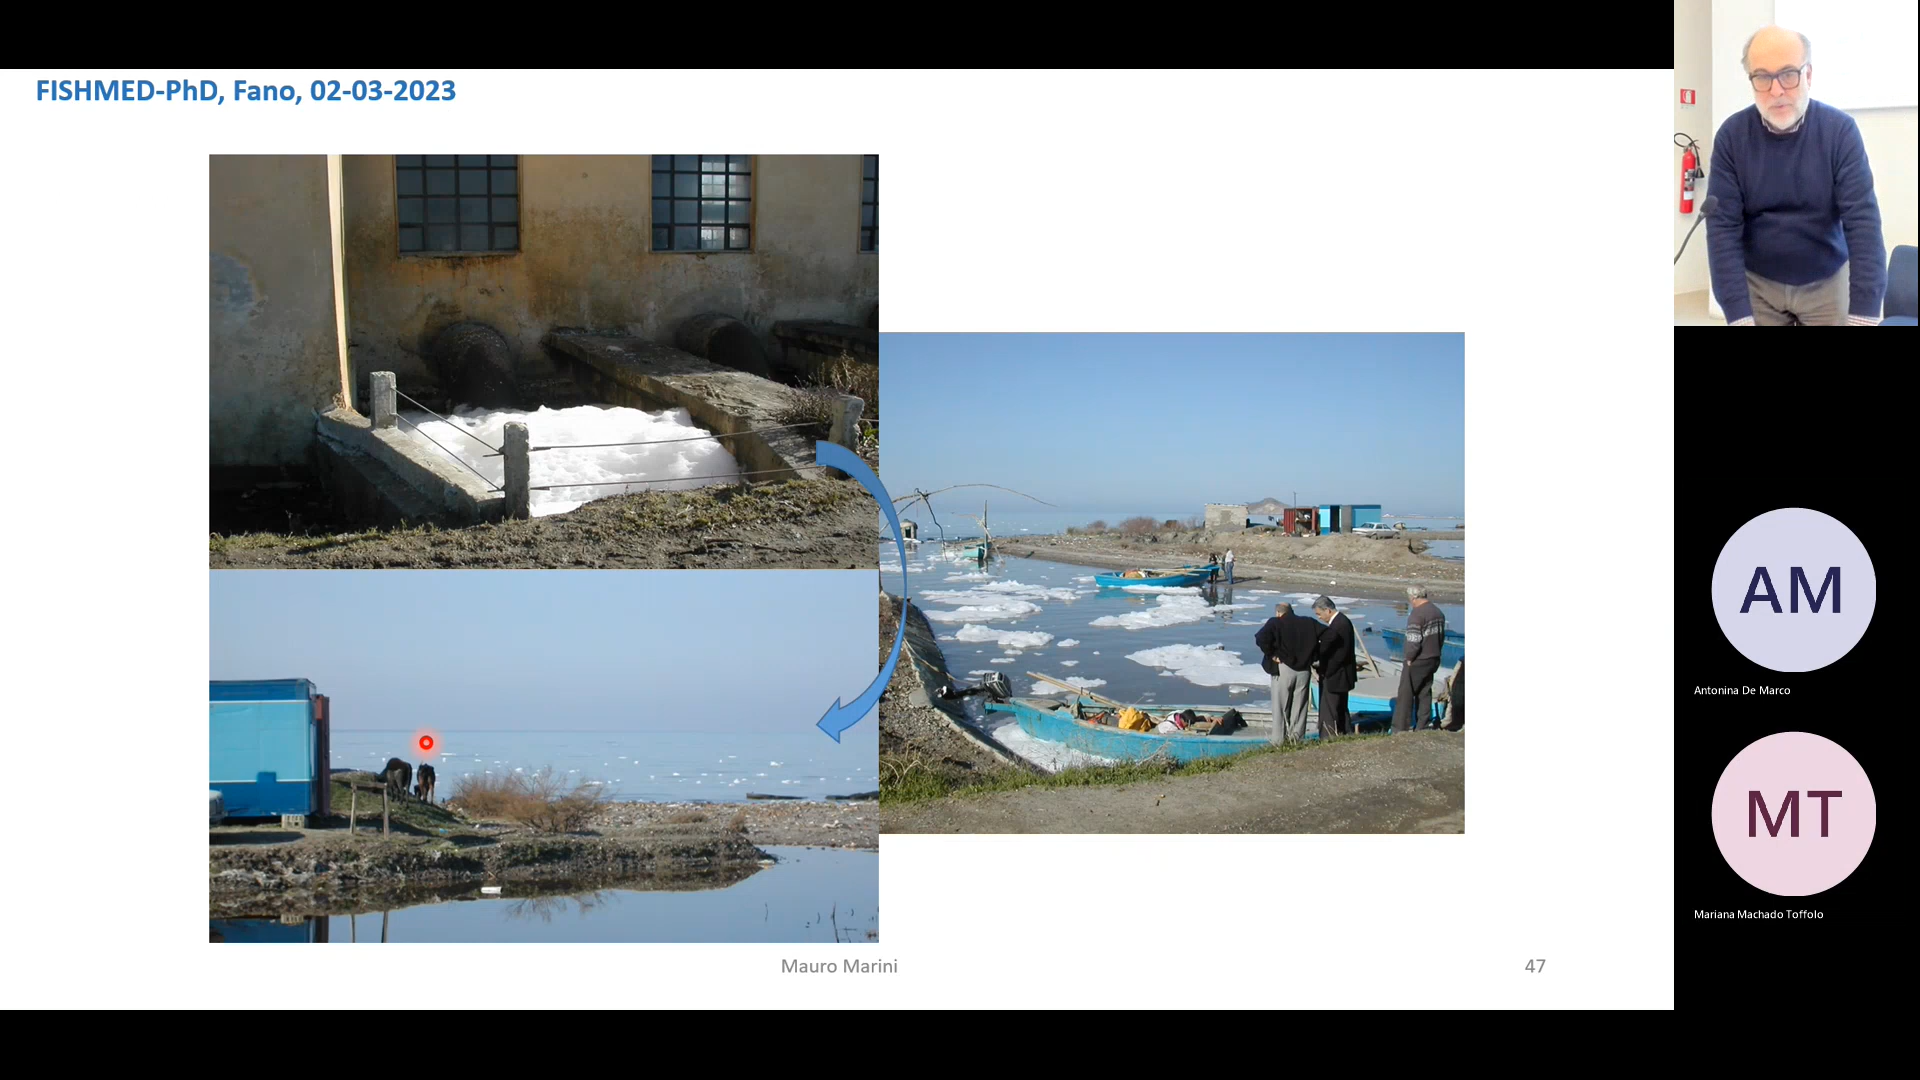 FISHMED-PhD, Fano, 02-03-2023
Mauro Marini
47
AM
Antonina De Marco
MT
Mariana Machado Toffolo